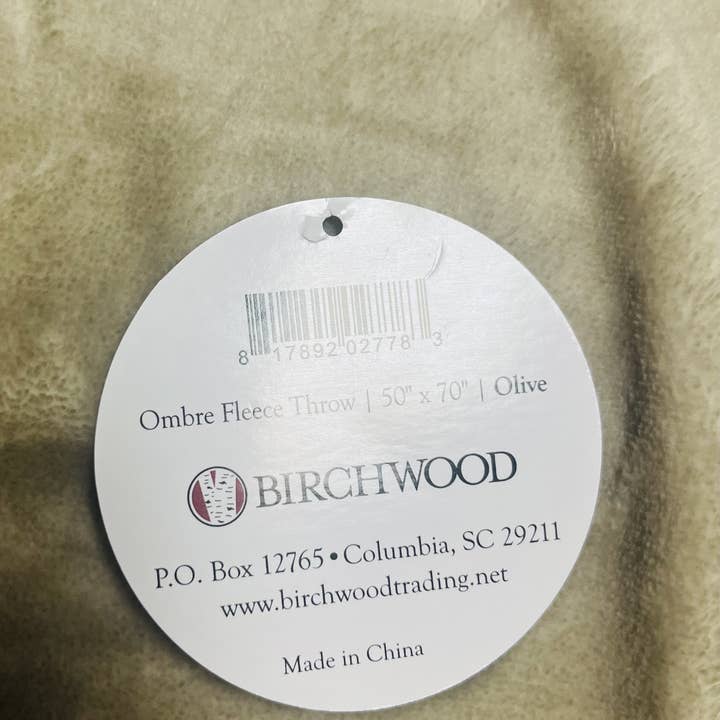 8 17892 02778 3
Ombre Fleece Throw | 50" x 70" | Olive
BIRCHWOOD
P.O. Box 12765 • Columbia, SC 29211
www.birchwoodtrading.net
Made in China